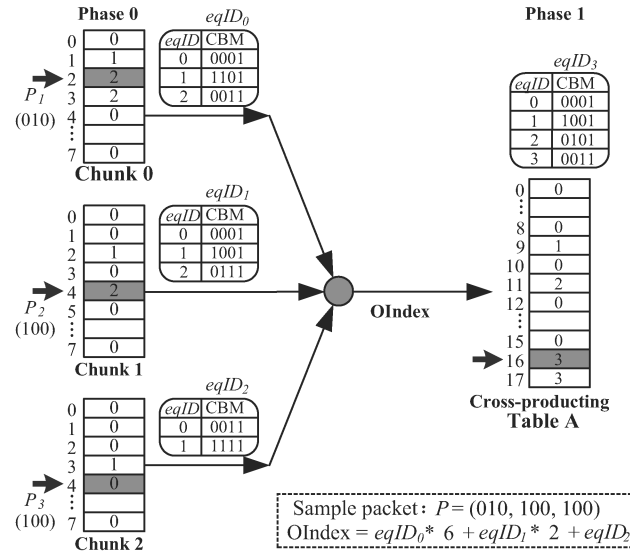 Phase 0
Phase 1
eqID0
eqID CBM
0 0001
1 1101
2 0011
0 0
1 1
2 2
3 2
4 0
7 0
P1
(010)
Chunk 0
eqID1
eqID CBM
0 0001
1 1001
2 0111
0 0
1 0
2 1
3 0
4 2
5 0
7 0
P2
(100)
Chunk 1
eqID2
eqID CBM
0 0011
1 1111
0 0
1 0
2 0
3 1
4 0
7 0
P3
(100)
Chunk 2
OIndex
eqID3
eqID CBM
0 0001
1 1001
2 0101
3 0011
0 0
8 0
9 1
10 0
11 2
12 0
15 0
16 3
17 3
Cross-producting
Table A
Sample packet: P = (010, 100, 100)
OIndex = eqID0* 6 + eqID1* 2 + eqID2